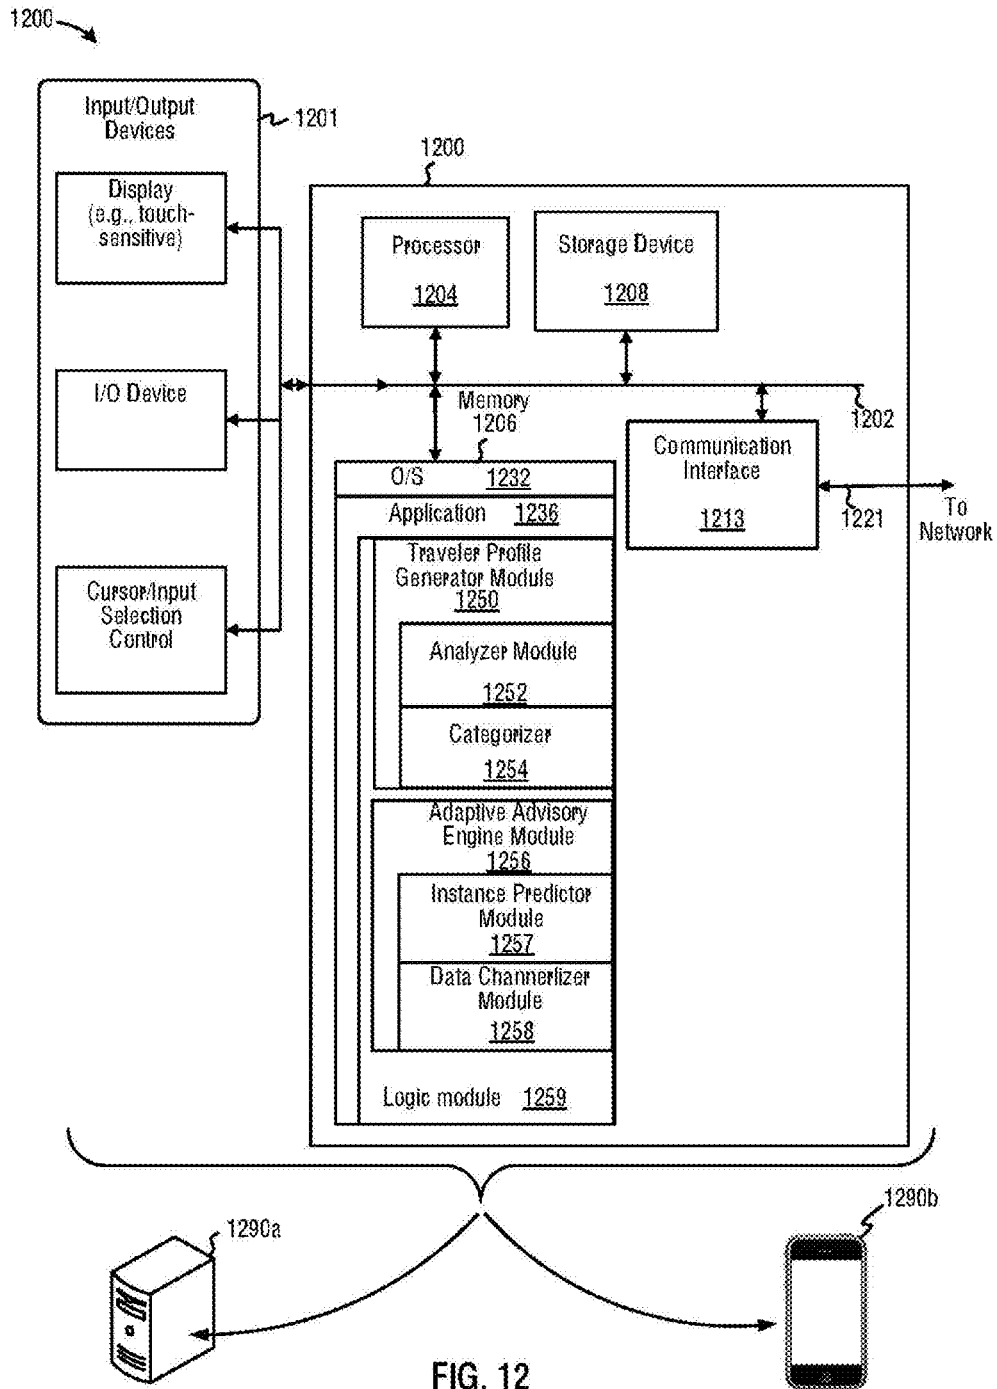 1200
Input/Output
Devices
1201
Display
(e.g., touch-
sensitive)
I/O Device
Cursor/Input
Selection
Control
1200
Processor
1204
Storage Device
1208
1202
Memory
1206
Communication
Interface
1213
1221
To
Network
O/S 1232
Application 1236
Traveler Profile
Generator Module
1250
Analyzer Module
1252
Categorizer
1254
Adaptive Advisory
Engine Module
1256
Instance Predictor
Module
1257
Data Channerlizer
Module
1258
Logic module 1259
1290a
1290b
FIG. 12